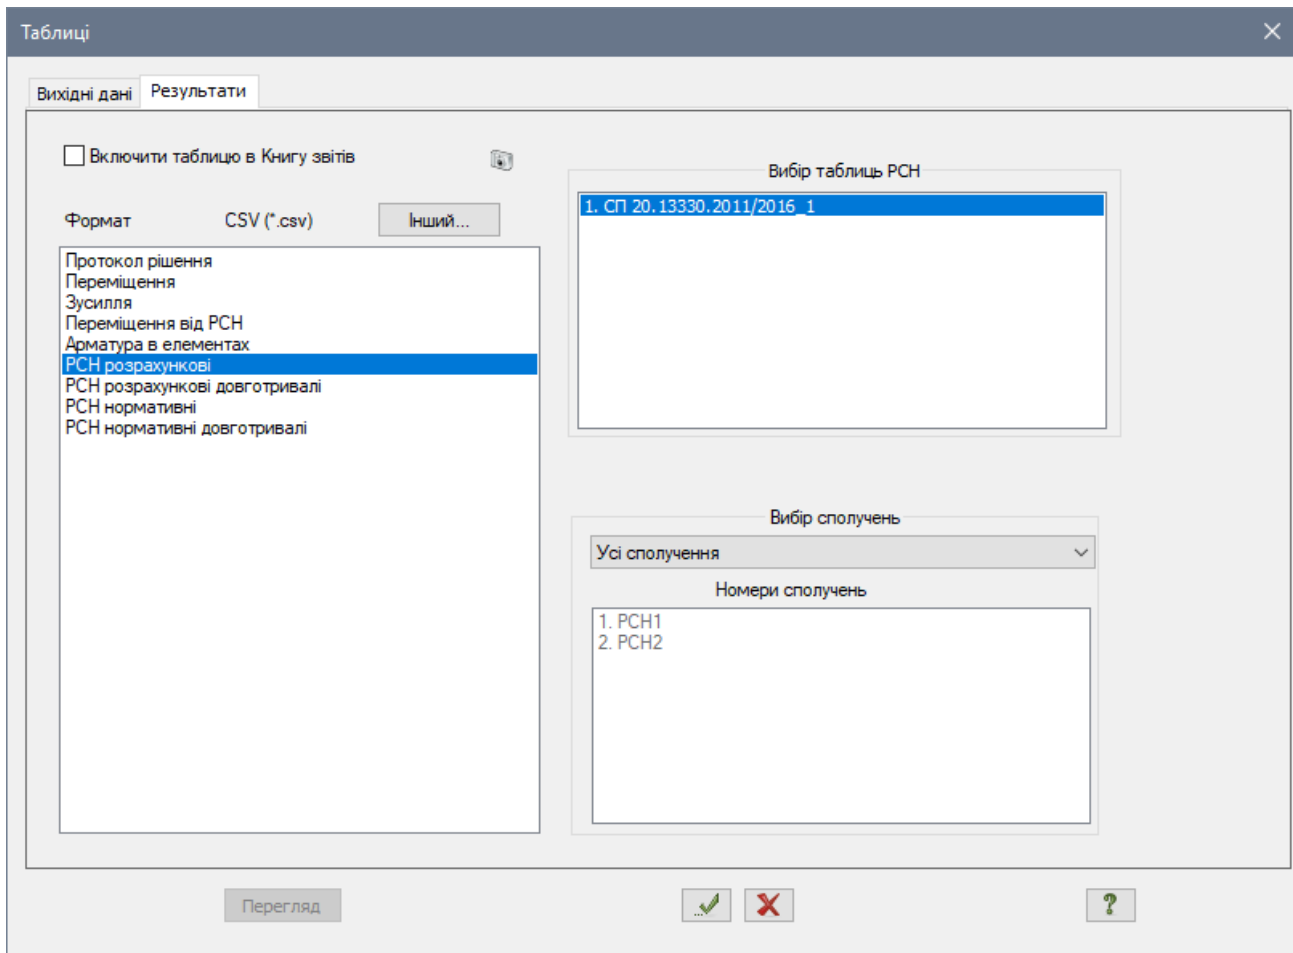 Таблиці
Вихідні дані
Результати
Включити таблицю в Книгу звітів
Формат
CSV (*.csv)
Інший...
Протокол рішення
Переміщення
Зусилля
Переміщення від РСН
Арматура в елементах
РСН розрахункові
РСН розрахункові довготривалі
РСН нормативні
РСН нормативні довготривалі
Вибір таблиць РСН
1. СП 20.13330.2011/2016_1
Вибір сполучень
Усі сполучення
Номери сполучень
1. РСН1
2. РСН2
Перегляд
?